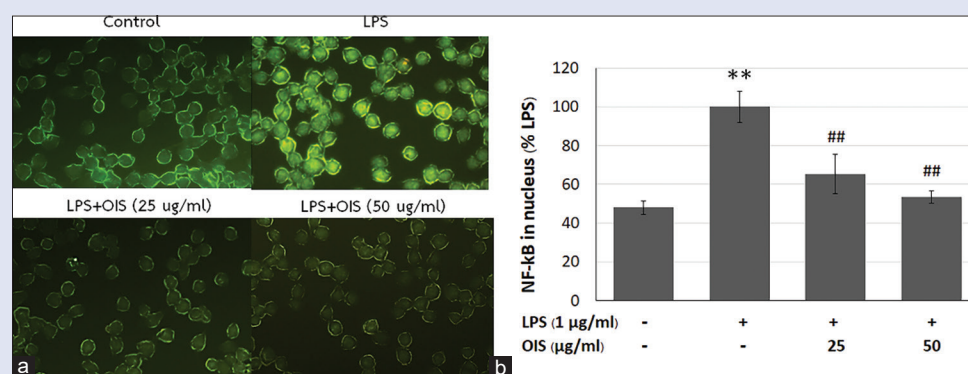 Control LPS
LPS+OIS (25 ug/ml) LPS+OIS (50 ug/ml)
a
b
NF-kB in nucleus (% LPS)
120
100
80
60
40
20
0
**
##
##
LPS (1 µg/ml) - + + +
OIS (µg/ml) - - 25 50